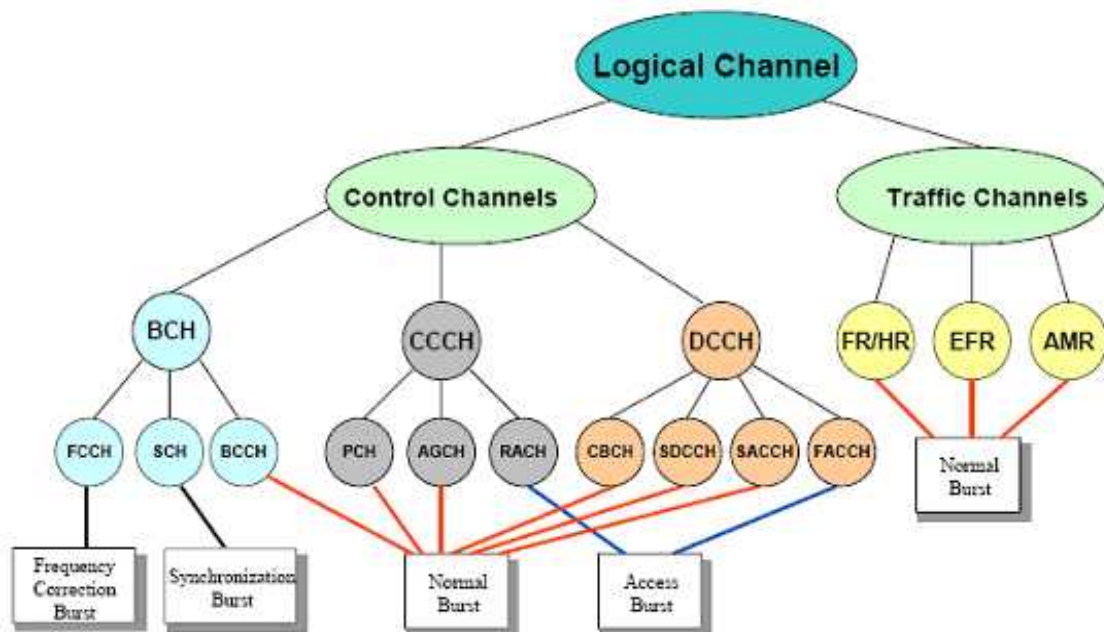 Logical Channel
Control Channels
Traffic Channels
BCH
CCCH
DCCH
FR/HR
EFR
AMR
FCCH
SCH
BCCH
PCH
AGCH
RACH
CBCH
SDCCH
SACCH
FACCH
Normal
Burst
Frequency
Correction
Burst
Synchronization
Burst
Normal
Burst
Access
Burst